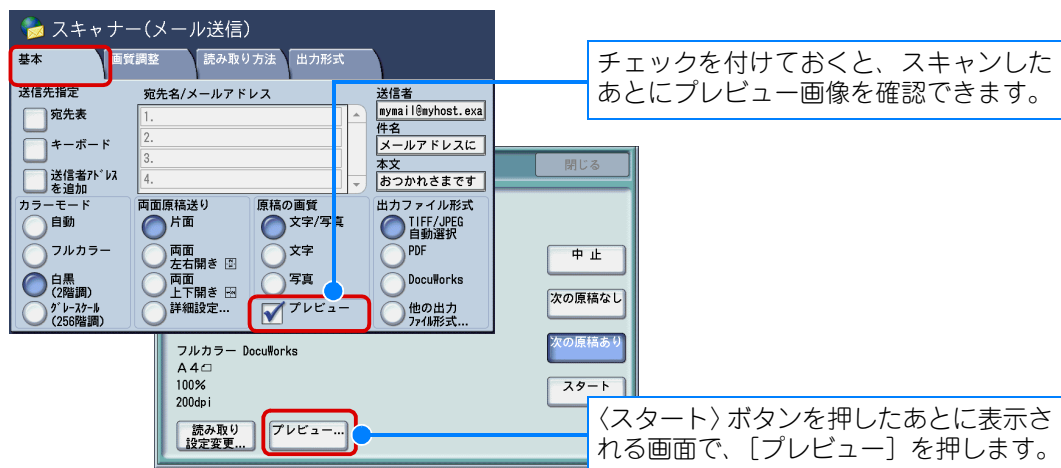 スキャナー(メール送信)
基本 画質調整 読み取り方法 出力形式
送信先指定
宛先表
キーボード
送信者ｱﾄﾞﾚｽ
を追加
宛先名/メールアドレス
1.
2.
3.
4.
送信者
mymail@myhost.exa
件名
メールアドレスに
本文
おつかれさまです
カラーモード
自動
フルカラー
白黒
(2階調)
ｸﾞﾚｰｽｹｰﾙ
(256階調)
両面原稿送り
片面
両面
左右開き
両面
上下開き
詳細設定...
原稿の画質
文字/写真
文字
写真
プレビュー
出力ファイル形式
TIFF/JPEG
自動選択
PDF
DocuWorks
他の出力
ﾌｧｲﾙ形式...
チェックを付けておくと、スキャンした
あとにプレビュー画像を確認できます。
閉じる
中 止
次の原稿なし
次の原稿あり
スタート
フルカラー DocuWorks
A4
100%
200dpi
読み取り
設定変更...
プレビュー...
〈スタート〉ボタンを押したあとに表示さ
れる画面で、［プレビュー］を押します。